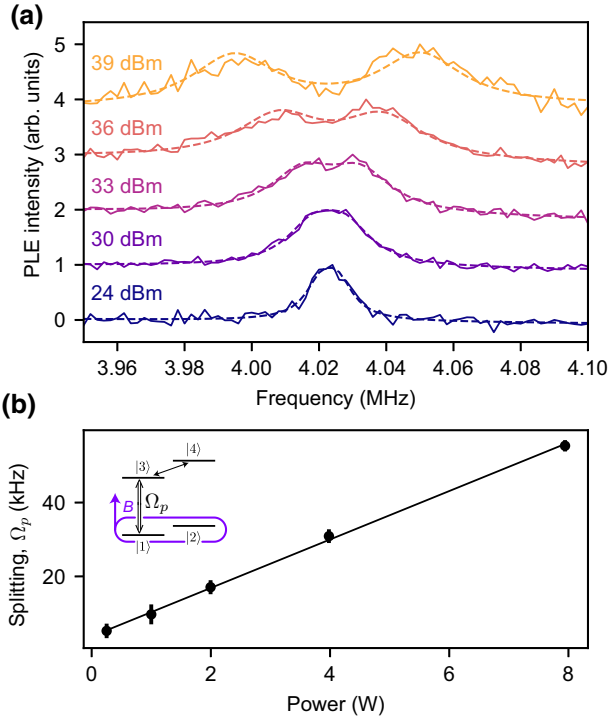 (a)
PLE intensity (arb. units)
5
4
3
2
1
0
39 dBm
36 dBm
33 dBm
30 dBm
24 dBm
3.96 3.98 4.00 4.02 4.04 4.06 4.08 4.10
Frequency (MHz)
(b)
Splitting, Ωₚ (kHz)
40
20
|4⟩
|3⟩
B Ωₚ
|2⟩
|1⟩
0 2 4 6 8
Power (W)